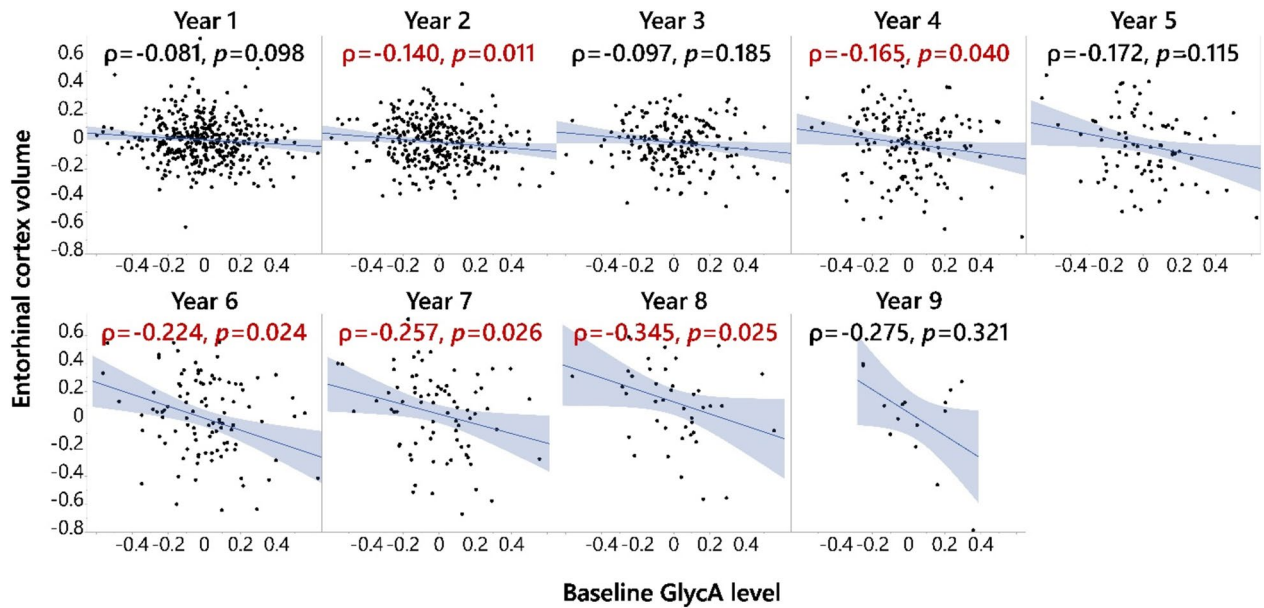 Year 1 Year 2 Year 3 Year 4 Year 5
ρ=-0.081, p=0.098 ρ=-0.140, p=0.011 ρ=-0.097, p=0.185 ρ=-0.165, p=0.040 ρ=-0.172, p=0.115
0.6
0.4
0.2
0
-0.2
-0.4
-0.6
-0.8
-0.4 -0.2 0 0.2 0.4 -0.4 -0.2 0 0.2 0.4 -0.4 -0.2 0 0.2 0.4 -0.4 -0.2 0 0.2 0.4 -0.4 -0.2 0 0.2 0.4
Entorhinal cortex volume
Year 6 Year 7 Year 8 Year 9
ρ=-0.224, p=0.024 ρ=-0.257, p=0.026 ρ=-0.345, p=0.025 ρ=-0.275, p=0.321
0.6
0.4
0.2
0
-0.2
-0.4
-0.6
-0.8
-0.4 -0.2 0 0.2 0.4 -0.4 -0.2 0 0.2 0.4 -0.4 -0.2 0 0.2 0.4 -0.4 -0.2 0 0.2 0.4
Baseline GlycA level